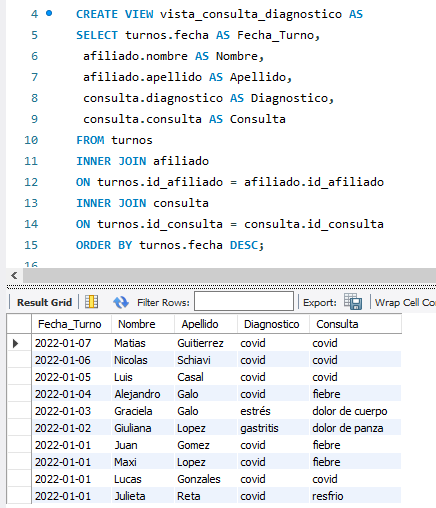 4 CREATE VIEW vista_consulta_diagnostico AS
5 SELECT turnos.fecha AS Fecha_Turno,
6 afiliado.nombre AS Nombre,
7 afiliado.apellido AS Apellido,
8 consulta.diagnostico AS Diagnostico,
9 consulta.consulta AS Consulta
10 FROM turnos
11 INNER JOIN afiliado
12 ON turnos.id_afiliado = afiliado.id_afiliado
13 INNER JOIN consulta
14 ON turnos.id_consulta = consulta.id_consulta
15 ORDER BY turnos.fecha DESC;
16
Result Grid Filter Rows: Export: Wrap Cell Co
Fecha_Turno Nombre Apellido Diagnostico Consulta
2022-01-07 Matias Guitierrez covid covid
2022-01-06 Nicolas Schiavi covid covid
2022-01-05 Luis Casal covid covid
2022-01-04 Alejandro Galo covid fiebre
2022-01-03 Graciela Galo estrés dolor de cuerpo
2022-01-02 Giuliana Lopez gastritis dolor de panza
2022-01-01 Juan Gomez covid fiebre
2022-01-01 Maxi Lopez covid fiebre
2022-01-01 Lucas Gonzales covid covid
2022-01-01 Julieta Reta covid resfrio